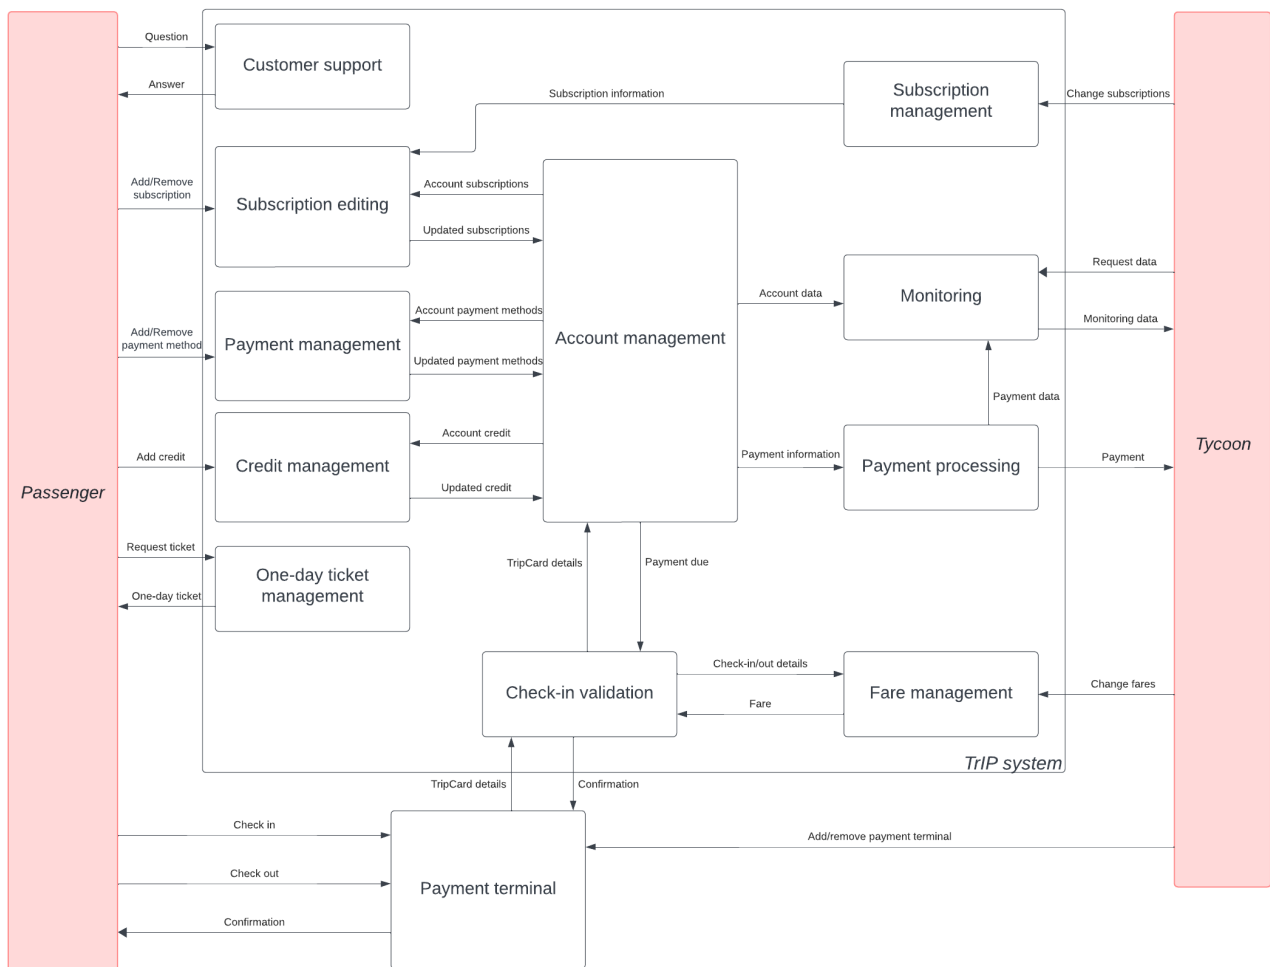 Question
Customer support
Answer
Subscription
management
Change subscriptions
Subscription information
Add/Remove
subscription
Subscription editing
Account subscriptions
Updated subscriptions
Account management
Request data
Monitoring
Account data
Monitoring data
Add/Remove
payment method
Payment management
Account payment methods
Updated payment methods
Payment data
Add credit
Credit management
Account credit
Updated credit
Payment information
Payment processing
Payment
Tycoon
Passenger
Request ticket
One-day ticket
management
One-day ticket
TripCard details
Payment due
Check-in validation
Check-in/out details
Fare
Fare management
Change fares
TrIP system
TripCard details
Confirmation
Check in
Check out
Confirmation
Payment terminal
Add/remove payment terminal